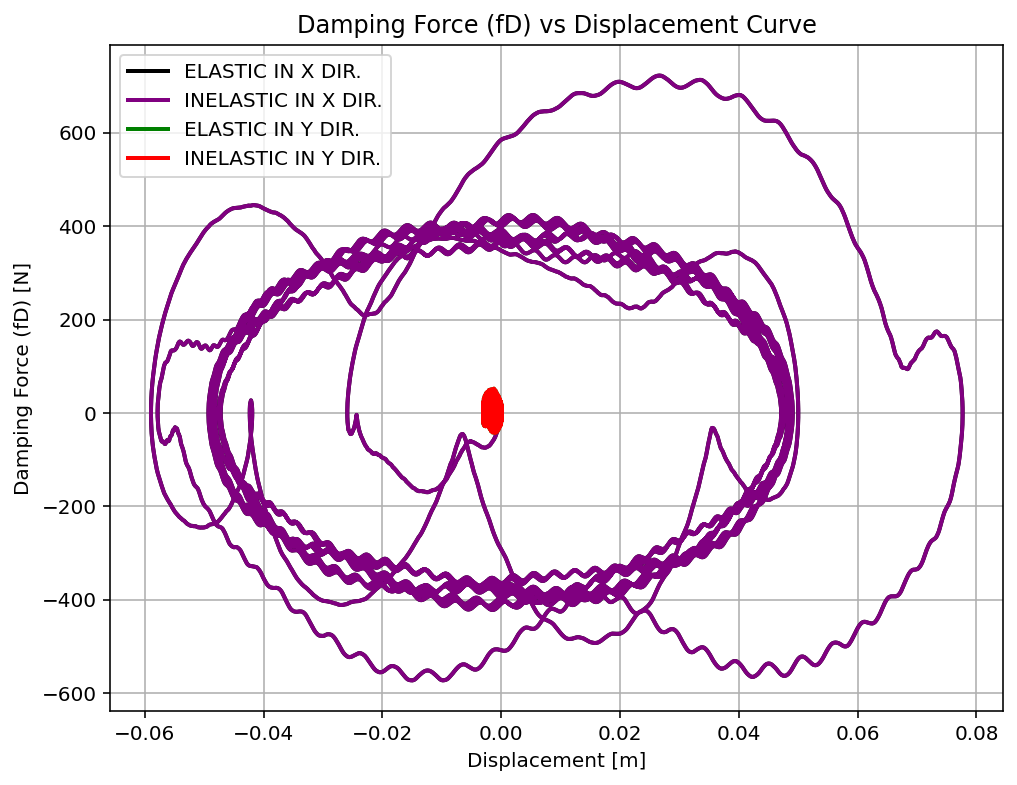 Damping Force (fD) vs Displacement Curve
ELASTIC IN X DIR.
INELASTIC IN X DIR.
ELASTIC IN Y DIR.
INELASTIC IN Y DIR.
Damping Force (fD) [N]
600
400
200
0
−200
−400
−600
−0.06 −0.04 −0.02 0.00 0.02 0.04 0.06 0.08
Displacement [m]